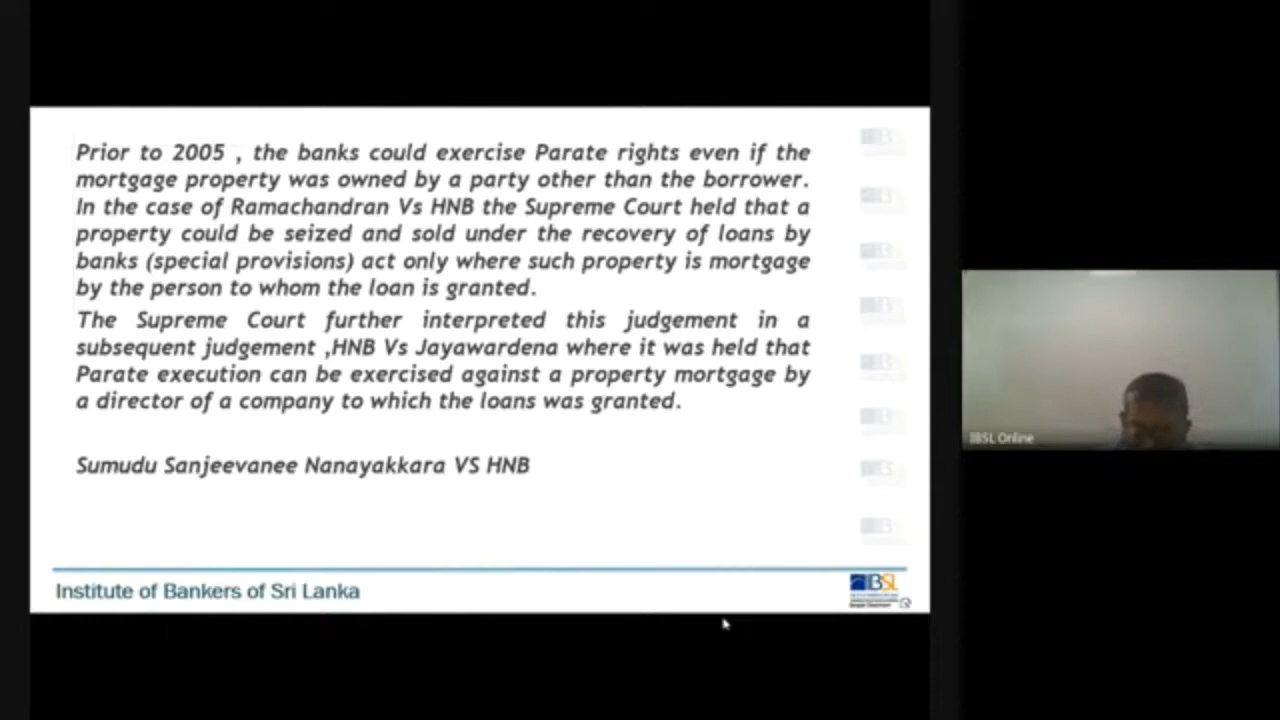 Prior to 2005 , the banks could exercise Parate rights even if the
mortgage property was owned by a party other than the borrower.
In the case of Ramachandran Vs HNB the Supreme Court held that a
property could be seized and sold under the recovery of loans by
banks (special provisions) act only where such property is mortgage
by the person to whom the loan is granted.
The Supreme Court further interpreted this judgement in a
subsequent judgement ,HNB Vs Jayawardena where it was held that
Parate execution can be exercised against a property mortgage by
a director of a company to which the loans was granted.
Sumudu Sanjeevanee Nanayakkara VS HNB
Institute of Bankers of Sri Lanka
IBSL
IBSL Online